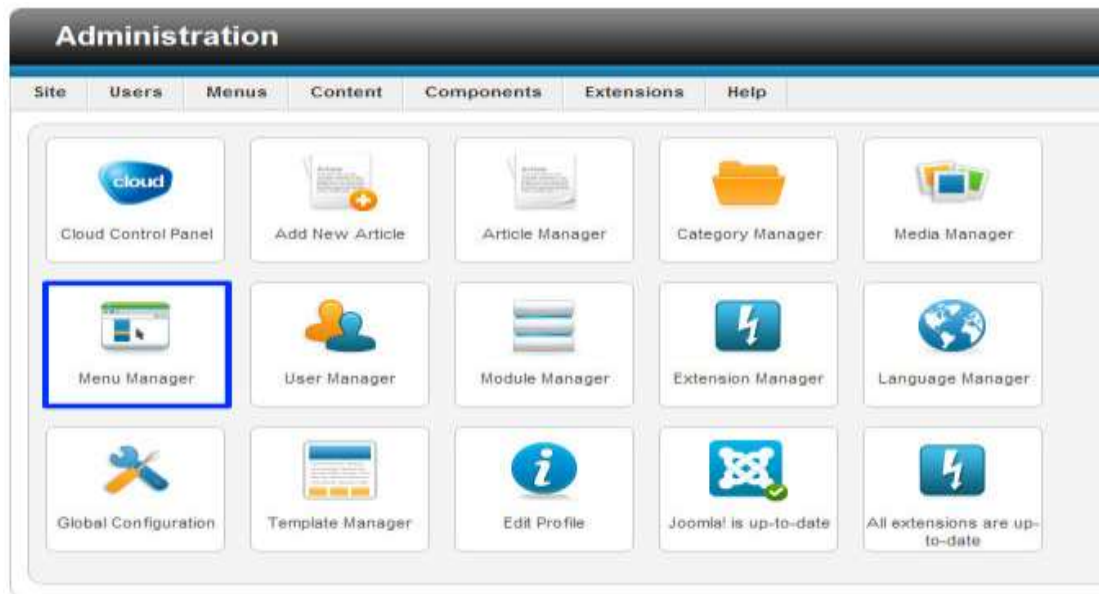 Administration
Site Users Menus Content Components Extensions Help
cloud
Cloud Control Panel
Add New Article
Article Manager
Category Manager
Media Manager
Menu Manager
User Manager
Module Manager
Extension Manager
Language Manager
Global Configuration
Template Manager
Edit Profile
Joomla! is up-to-date
All extensions are up-
to-date